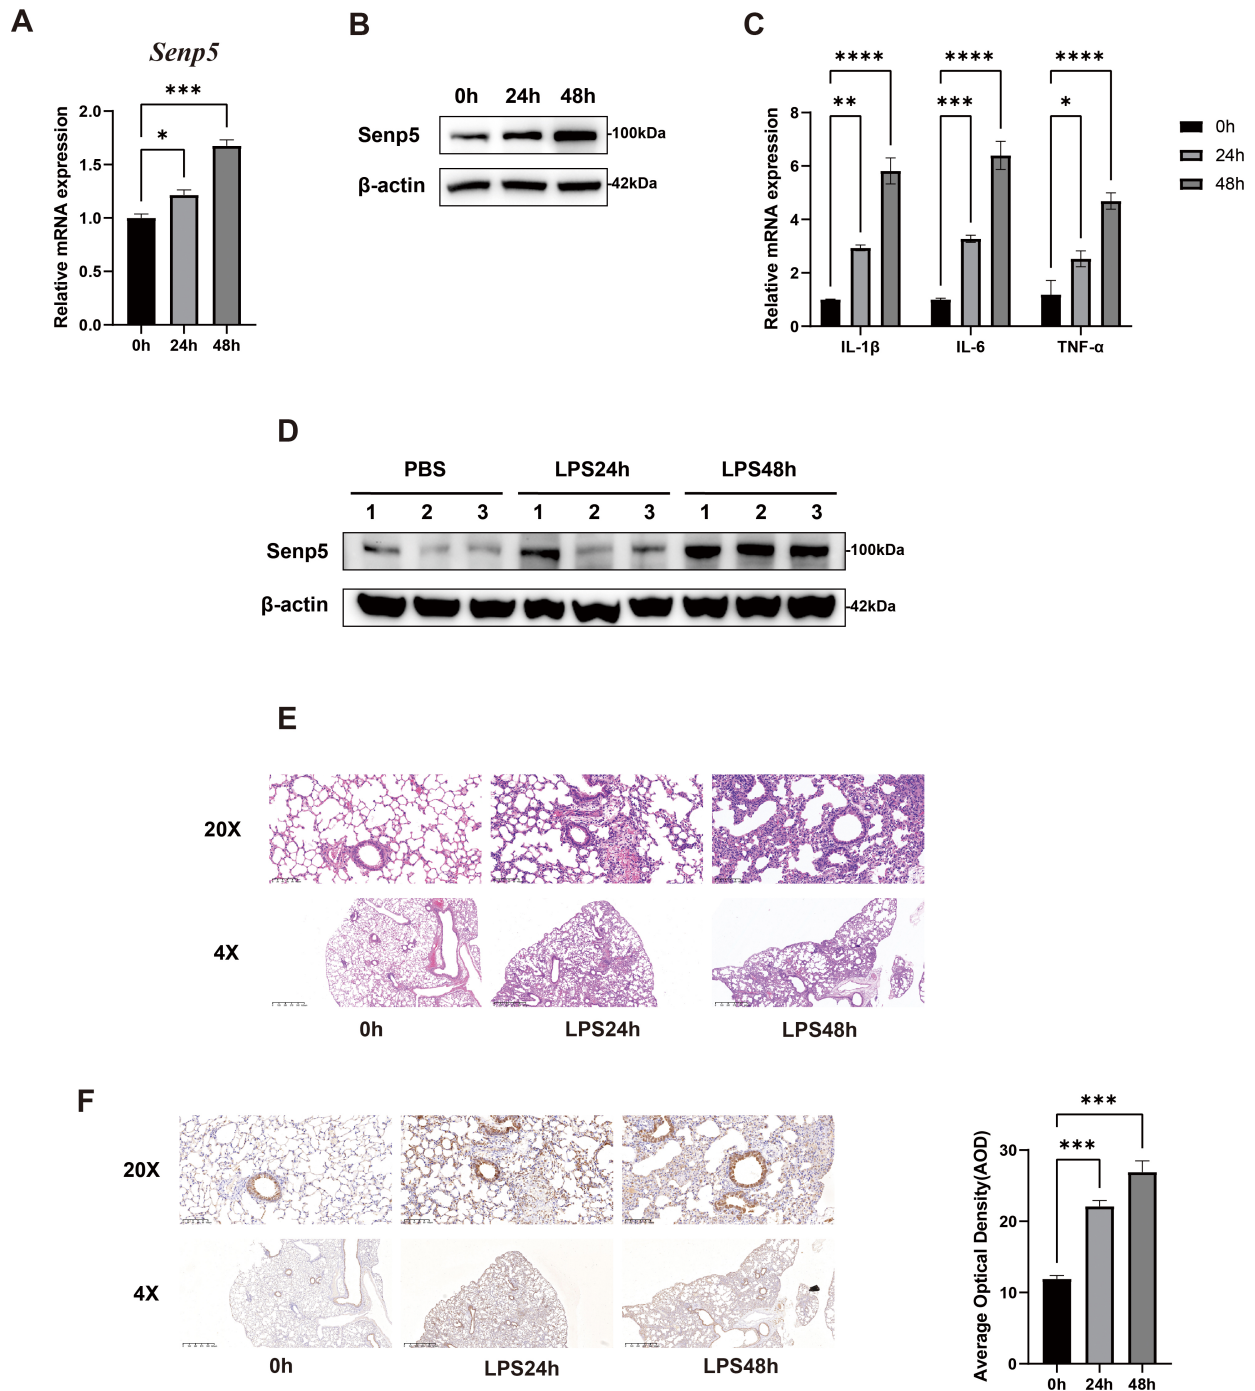 A
Senp5
***
*
2.0
1.5
1.0
0.5
0.0
Relative mRNA expression
0h 24h 48h
B
0h 24h 48h
Senp5
-100kDa
β-actin
-42kDa
C
**** **** ****
** *** *
8
6
4
2
0
Relative mRNA expression
IL-1β IL-6 TNF-α
0h
24h
48h
D
PBS LPS24h LPS48h
1 2 3 1 2 3 1 2 3
Senp5
-100kDa
β-actin
-42kDa
E
20X
4X
0h LPS24h LPS48h
F
20X
4X
0h LPS24h LPS48h
***
***
30
20
10
0
Average Optical Density(AOD)
0h 24h 48h